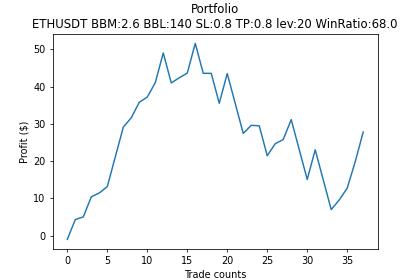 Portfolio
ETHUSDT BBM:2.6 BBL:140 SL:0.8 TP:0.8 lev:20 WinRatio:68.0
50
40
30
20
10
0
Profit ($)
0 5 10 15 20 25 30 35
Trade counts